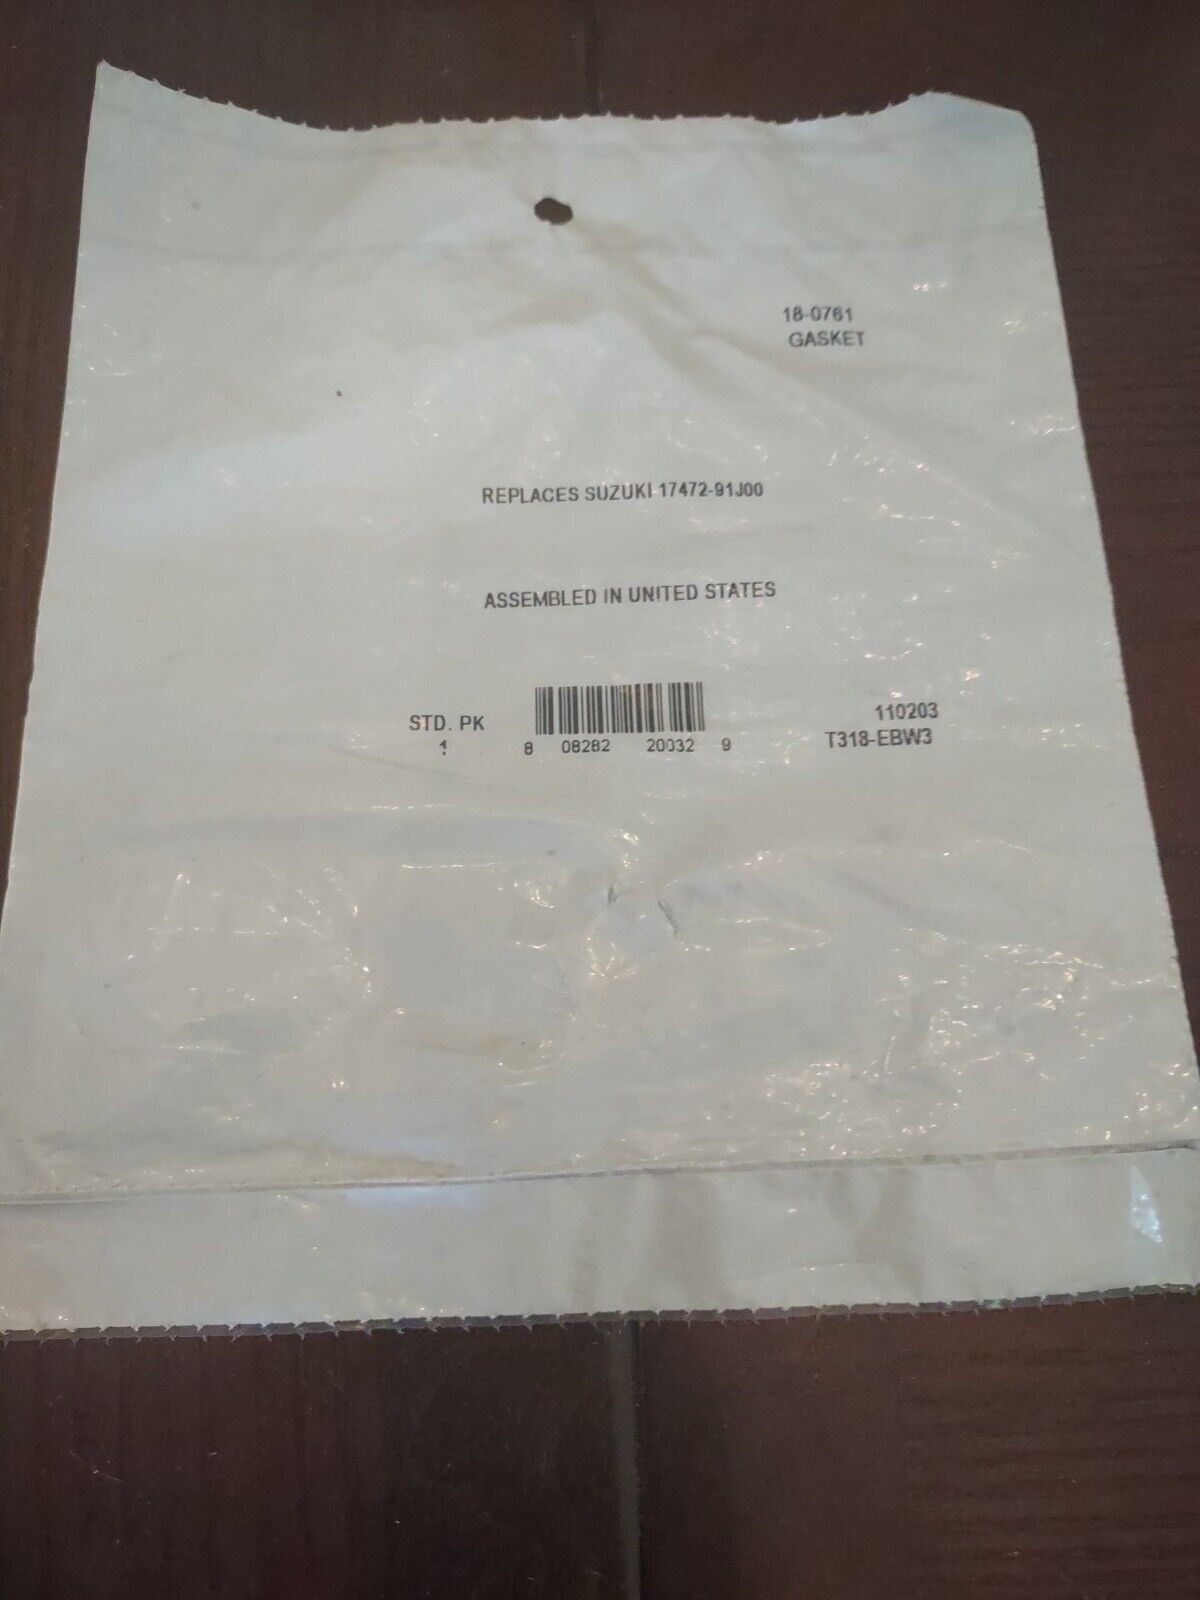 18-0761
GASKET
REPLACES SUZUKI 17472-91J00
ASSEMBLED IN UNITED STATES
STD. PK
1
8 08282 20032 9
110203
T318-EBW3